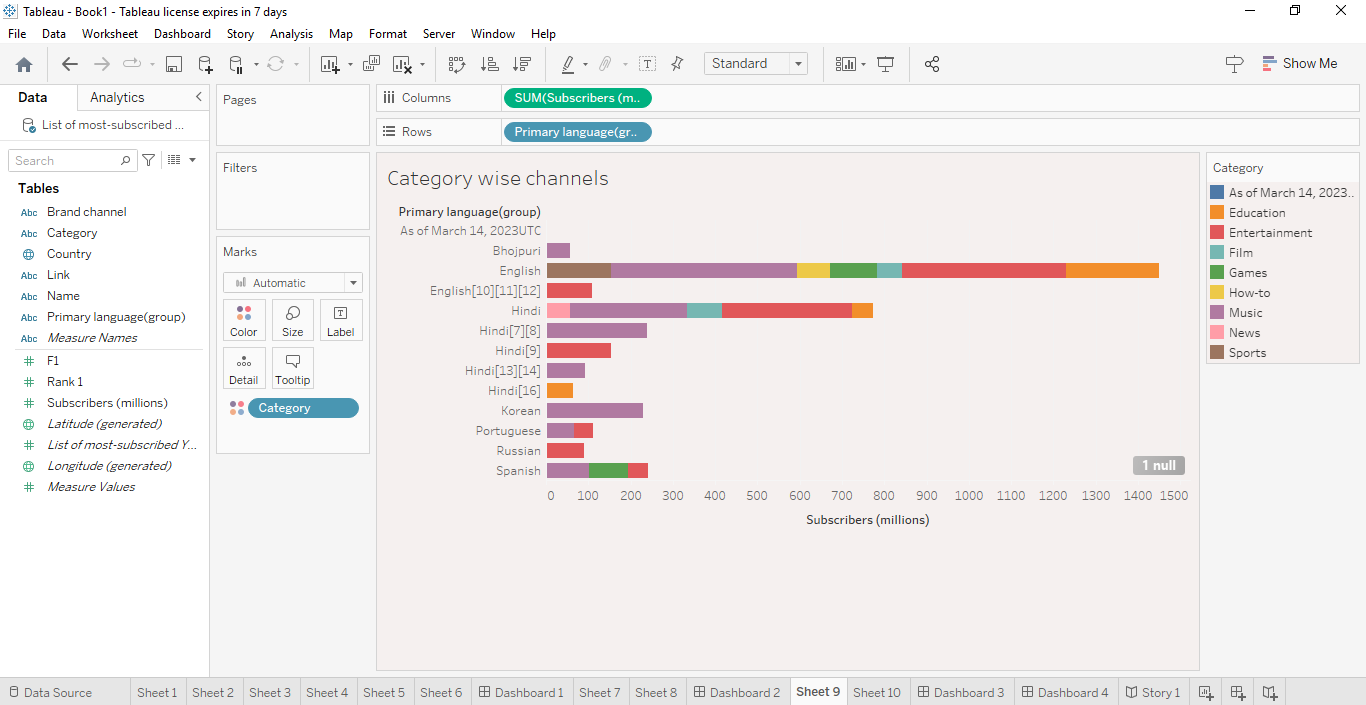 Tableau - Book1 - Tableau license expires in 7 days
File Data Worksheet Dashboard Story Analysis Map Format Server Window Help
Standard
Show Me
Data Analytics
List of most-subscribed ...
Search
Tables
Abc Brand channel
Abc Category
Country
Abc Link
Abc Name
Abc Primary language(group)
Abc Measure Names
# F1
# Rank 1
# Subscribers (millions)
Latitude (generated)
# List of most-subscribed Y...
Longitude (generated)
# Measure Values
Pages
Filters
Marks
Automatic
Color Size Label
Detail Tooltip
Category
Columns SUM(Subscribers (m..
Rows Primary language(gr..
Category wise channels
Primary language(group)
As of March 14, 2023UTC
Bhojpuri
English
English[10][11][12]
Hindi
Hindi[7][8]
Hindi[9]
Hindi[13][14]
Hindi[16]
Korean
Portuguese
Russian
Spanish
1 null
0 100 200 300 400 500 600 700 800 900 1000 1100 1200 1300 1400 1500
Subscribers (millions)
Category
As of March 14, 2023..
Education
Entertainment
Film
Games
How-to
Music
News
Sports
Data Source Sheet 1 Sheet 2 Sheet 3 Sheet 4 Sheet 5 Sheet 6 Dashboard 1 Sheet 7 Sheet 8 Dashboard 2 Sheet 9 Sheet 10 Dashboard 3 Dashboard 4 Story 1